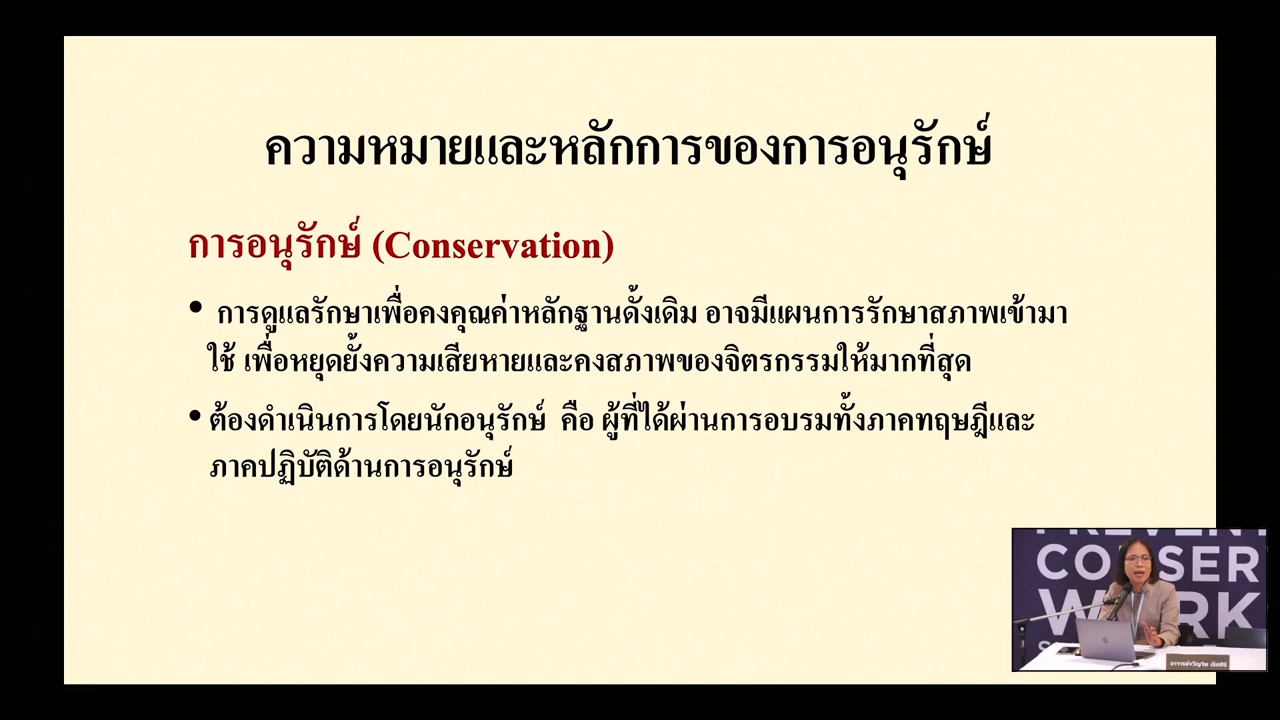 ความหมายและหลักการของการอนุรักษ์
การอนุรักษ์ (Conservation)
• การดูแลรักษาเพื่อคงคุณค่าหลักฐานดั้งเดิม อาจมีแผนการรักษาสภาพเข้ามา
ใช้ เพื่อหยุดยั้งความเสียหายและคงสภาพของจิตรกรรมให้มากที่สุด
• ต้องดำเนินการโดยนักอนุรักษ์ คือ ผู้ที่ได้ผ่านการอบรมทั้งภาคทฤษฎีและ
ภาคปฏิบัติด้านการอนุรักษ์